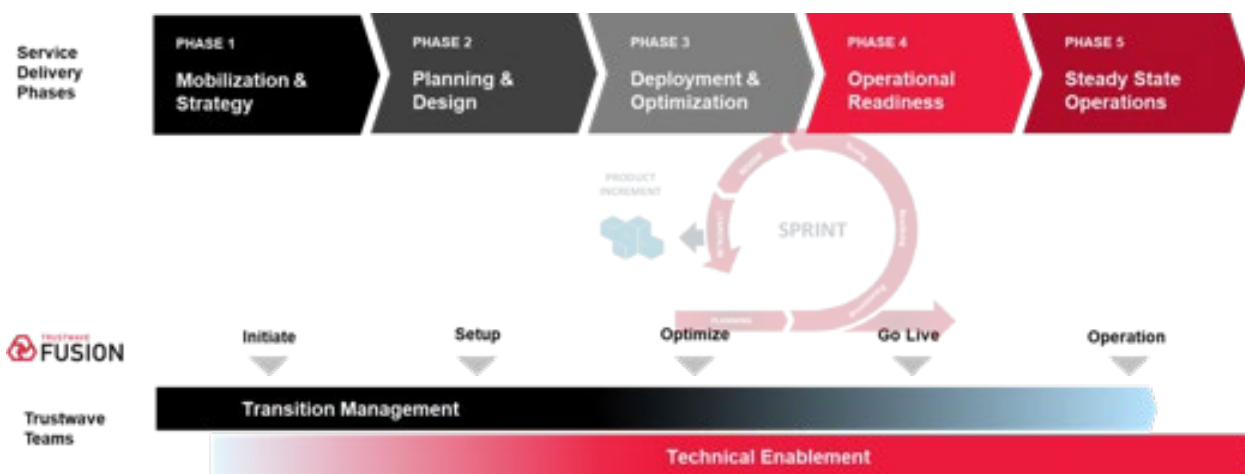 Service
Delivery
Phases
PHASE 1
Mobilization &
Strategy
PHASE 2
Planning &
Design
PHASE 3
Deployment &
Optimization
PHASE 4
Operational
Readiness
PHASE 5
Steady State
Operations
PRODUCT
INCREMENT
SPRINT
PLANNING
TRUSTWAVE
FUSION
Initiate
Setup
Optimize
Go Live
Operation
Trustwave
Teams
Transition Management
Technical Enablement